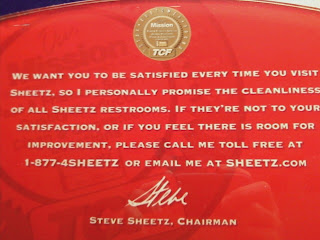 Mission
TCF
WE WANT YOU TO BE SATISFIED EVERY TIME YOU VISIT
SHEETZ, SO I PERSONALLY PROMISE THE CLEANLINESS
OF ALL SHEETZ RESTROOMS. IF THEY'RE NOT TO YOUR
SATISFACTION, OR IF YOU FEEL THERE IS ROOM FOR
IMPROVEMENT, PLEASE CALL ME TOLL FREE AT
1-877-4SHEETZ OR EMAIL ME AT SHEETZ.COM
Steve
STEVE SHEETZ, CHAIRMAN